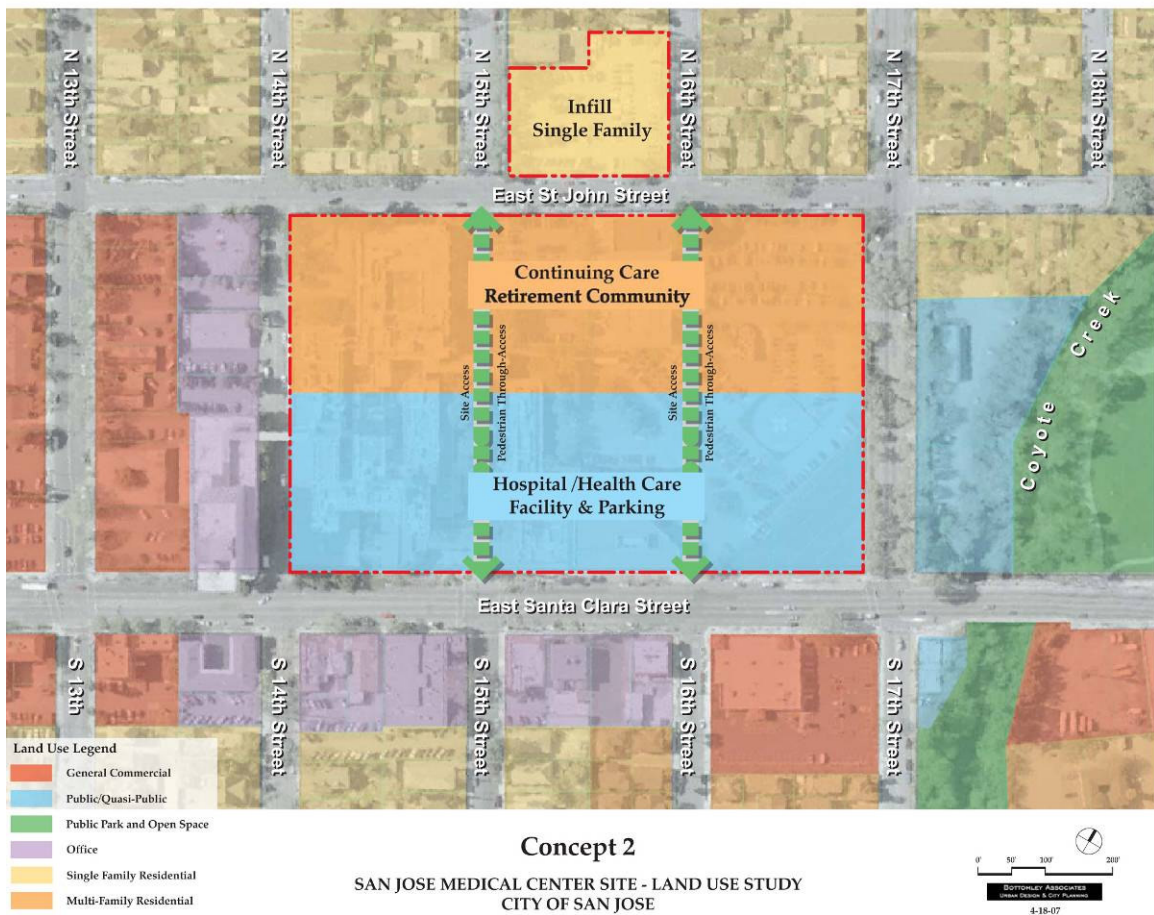 N 13th Street
N 14th Street
N 15th Street
N 16th Street
N 17th Street
N 18th Street
Infill
Single Family
East St John Street
Continuing Care
Retirement Community
Site Access
Pedestrian Through-Access
Site Access
Pedestrian Through-Access
Coyote Creek
Hospital /Health Care
Facility & Parking
East Santa Clara Street
S 13th
S 14th Street
S 15th Street
S 16th Street
S 17th Street
Land Use Legend
General Commercial
Public/Quasi-Public
Public Park and Open Space
Office
Single Family Residential
Multi-Family Residential
Concept 2
SAN JOSE MEDICAL CENTER SITE - LAND USE STUDY
CITY OF SAN JOSE
0' 50' 100' 200'
BOTTOMLEY ASSOCIATES
URBAN DESIGN & CITY PLANNING
4-18-07